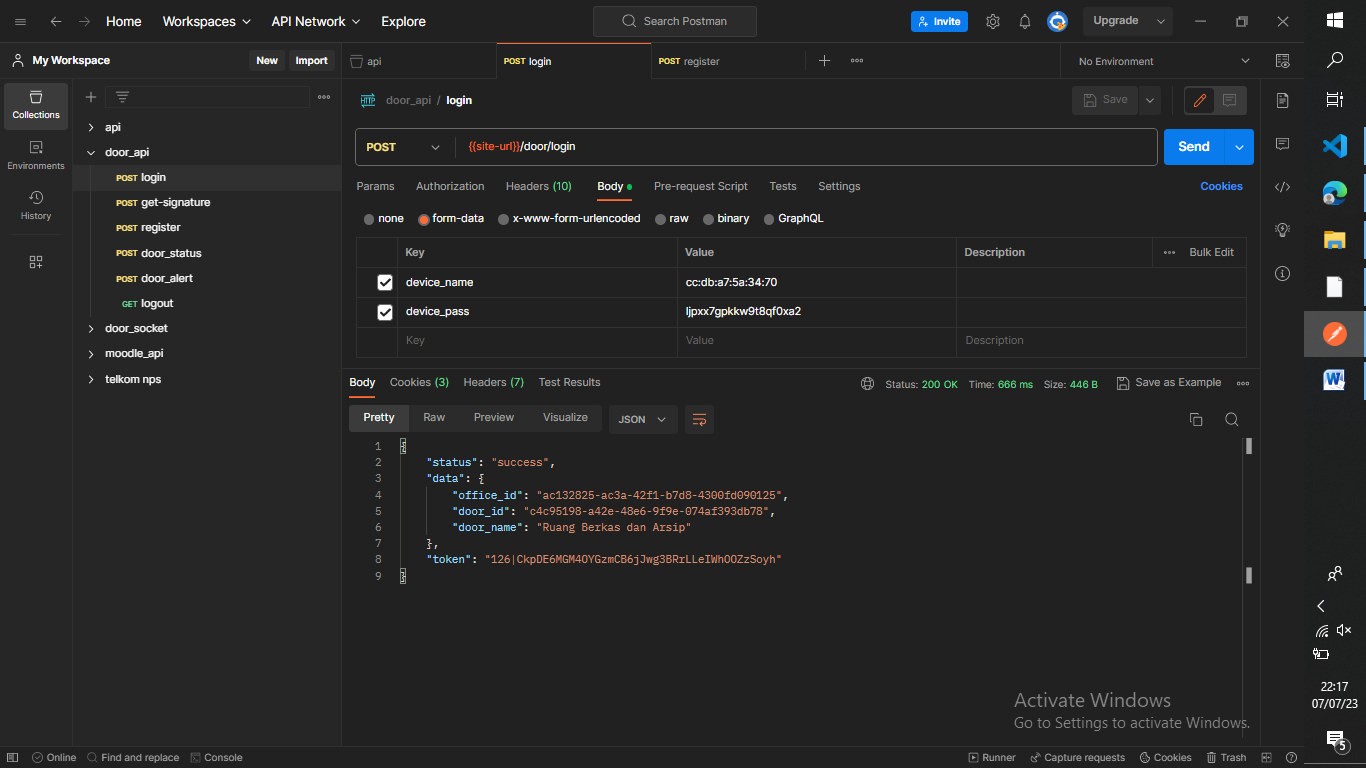 Home Workspaces API Network Explore Search Postman Invite Upgrade
My Workspace New Import api POST login POST register No Environment
Collections
Environments
History
api
door_api
POST login
POST get-signature
POST register
POST door_status
POST door_alert
GET logout
door_socket
moodle_api
telkom nps
HTTP door_api / login Save
POST {{site-url}}/door/login Send
Params Authorization Headers (10) Body Pre-request Script Tests Settings Cookies
none form-data x-www-form-urlencoded raw binary GraphQL
Key Value Description Bulk Edit
device_name cc:db:a7:5a:34:70
device_pass ljpxx7gpkkw9t8qf0xa2
Key Value Description
Body Cookies (3) Headers (7) Test Results Status: 200 OK Time: 666 ms Size: 446 B Save as Example
Pretty Raw Preview Visualize JSON
1 {
2 "status": "success",
3 "data": {
4 "office_id": "ac132825-ac3a-42f1-b7d8-4300fd090125",
5 "door_id": "c4c95198-a42e-48e6-9f9e-074af393db78",
6 "door_name": "Ruang Berkas dan Arsip"
7 },
8 "token": "126|CkpDE6MGM4OYGzmCB6jJwg3BRrLLeIWhOOZzSoyh"
9 }
Activate Windows
Go to Settings to activate Windows.
Online Find and replace Console Runner Capture requests Cookies Trash
22:17
07/07/23
5